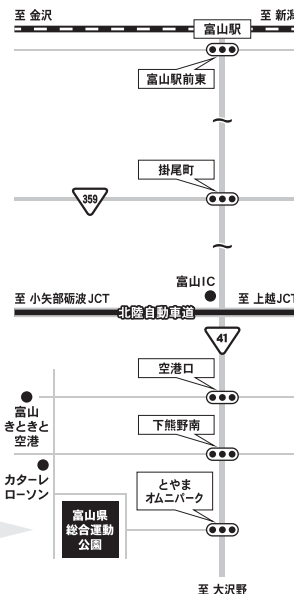 至 金沢
富山駅
至 新潟
富山駅前東
掛尾町
359
富山IC
至 小矢部砺波JCT
至 上越JCT
北陸自動車道
41
空港口
富山
きときと
空港
下熊野南
カターレ
ローソン
とやま
オムニパーク
富山県
総合運動
公園
至 大沢野